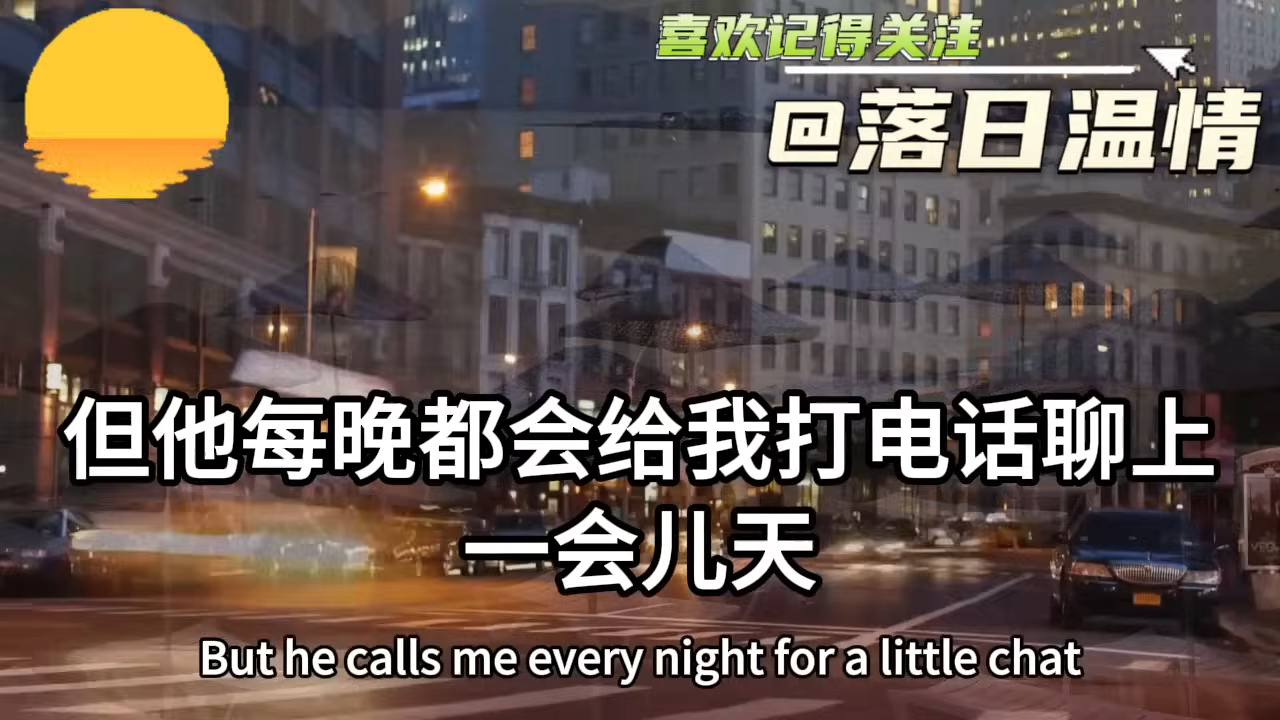 喜欢记得关注
@落日温情
但他每晚都会给我打电话聊上
一会儿天
But he calls me every night for a little chat